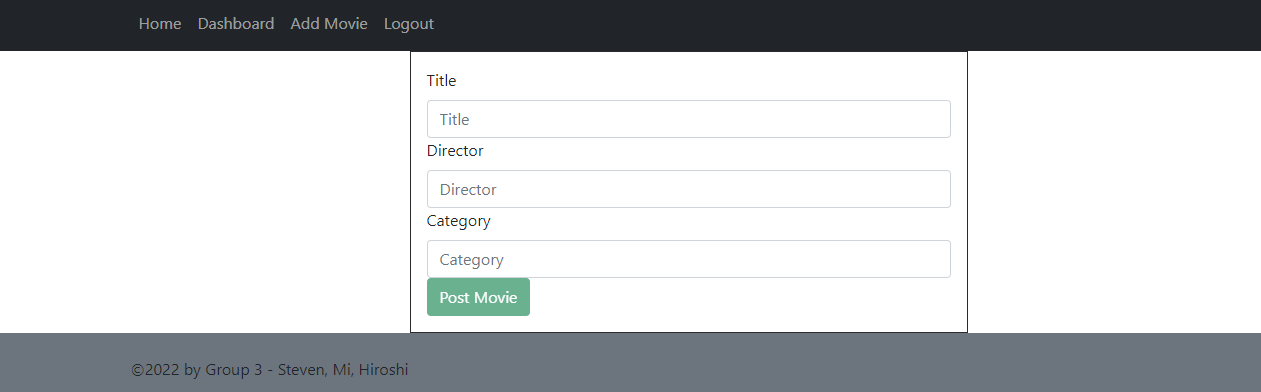 Home Dashboard Add Movie Logout
Title
Title
Director
Director
Category
Category
Post Movie
©2022 by Group 3 - Steven, Mi, Hiroshi